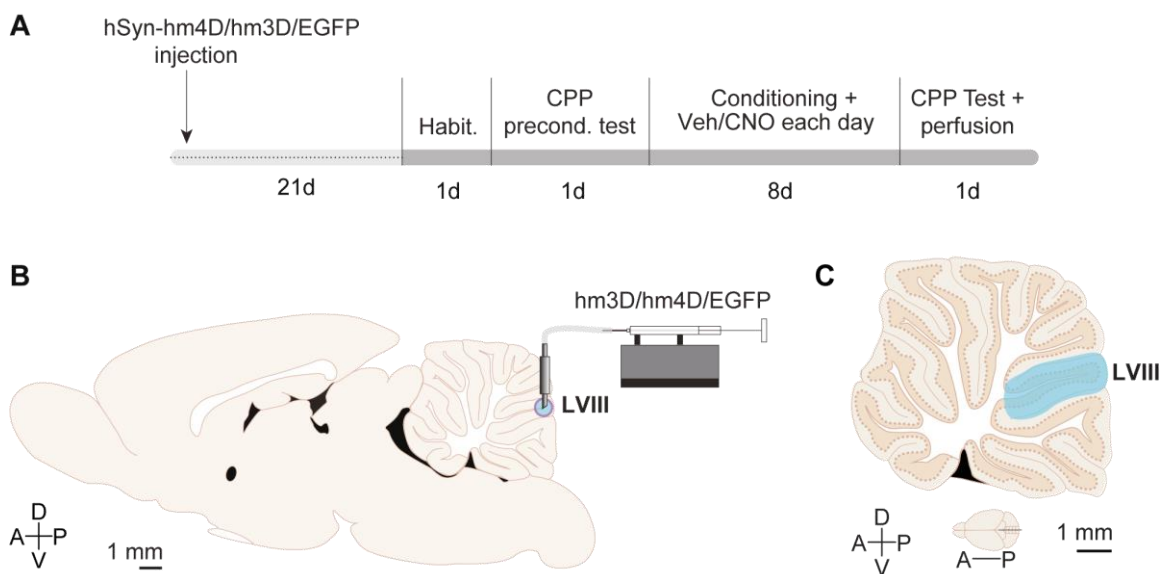 A
hSyn-hm4D/hm3D/EGFP
injection
Habit.
CPP
precond. test
Conditioning +
Veh/CNO each day
CPP Test +
perfusion
21d
1d
1d
8d
1d
B
hm3D/hm4D/EGFP
LVIII
D
A P
V
1 mm
C
LVIII
D
A P
V
A P
1 mm